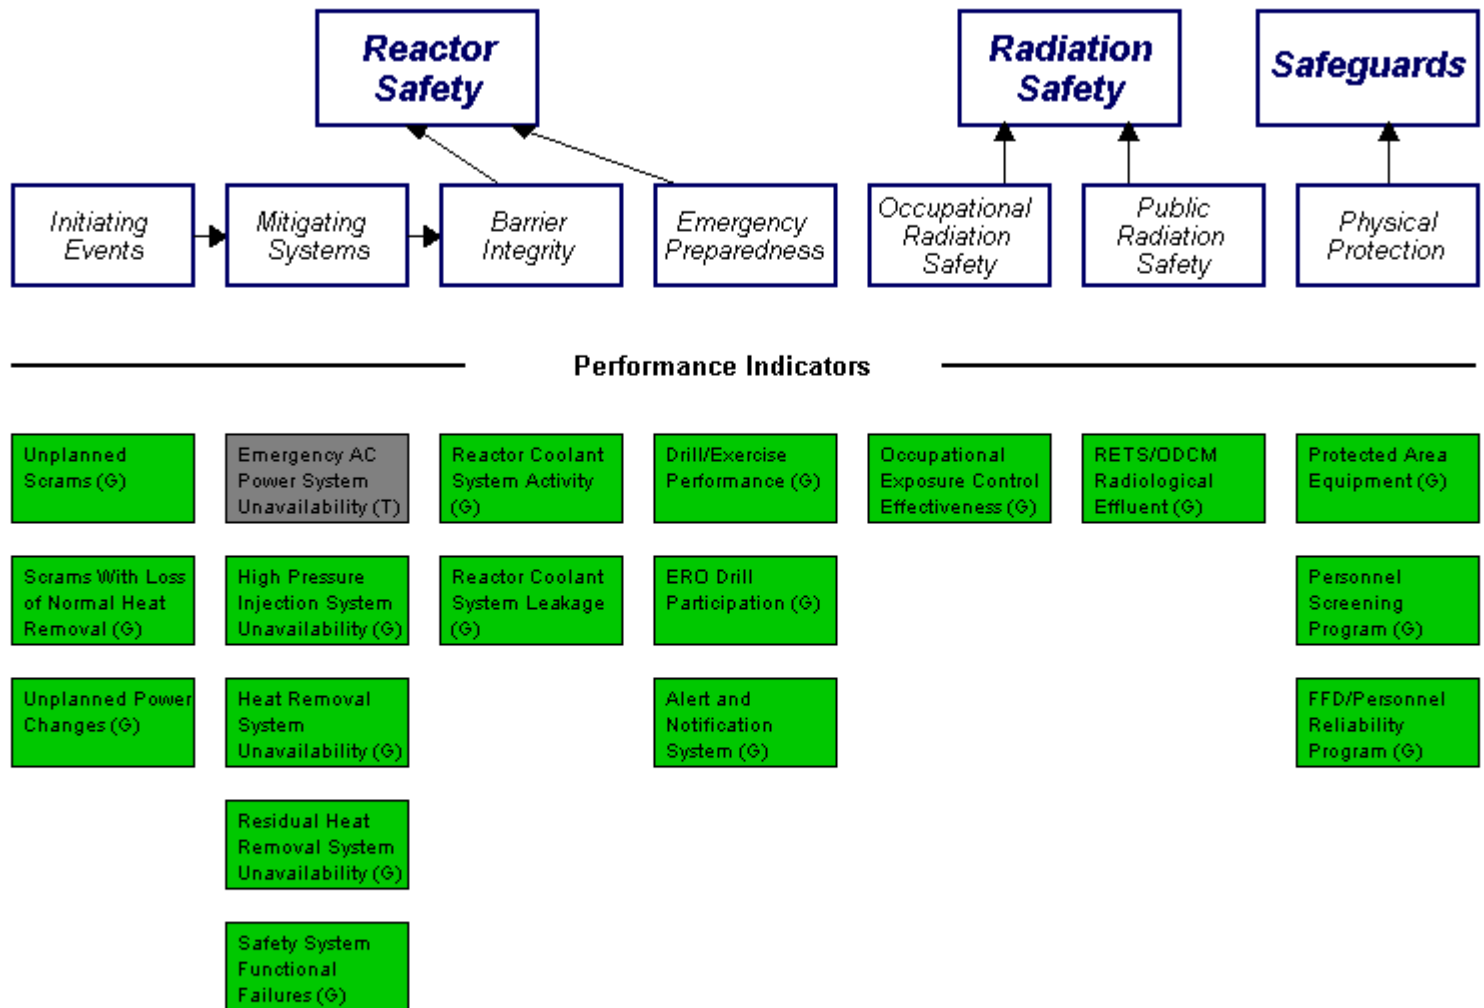 Reactor
Safety
Radiation
Safety
Safeguards
Initiating
Events
Mitigating
Systems
Barrier
Integrity
Emergency
Preparedness
Occupational
Radiation
Safety
Public
Radiation
Safety
Physical
Protection
Performance Indicators
Unplanned
Scrams (G)
Emergency AC
Power System
Unavailability (T)
Reactor Coolant
System Activity
(G)
Drill/Exercise
Performance (G)
Occupational
Exposure Control
Effectiveness (G)
RETS/ODCM
Radiological
Effluent (G)
Protected Area
Equipment (G)
Scrams With Loss
of Normal Heat
Removal (G)
High Pressure
Injection System
Unavailability (G)
Reactor Coolant
System Leakage
(G)
ERO Drill
Participation (G)
Personnel
Screening
Program (G)
Unplanned Power
Changes (G)
Heat Removal
System
Unavailability (G)
Alert and
Notification
System (G)
FFD/Personnel
Reliability
Program (G)
Residual Heat
Removal System
Unavailability (G)
Safety System
Functional
Failures (G)